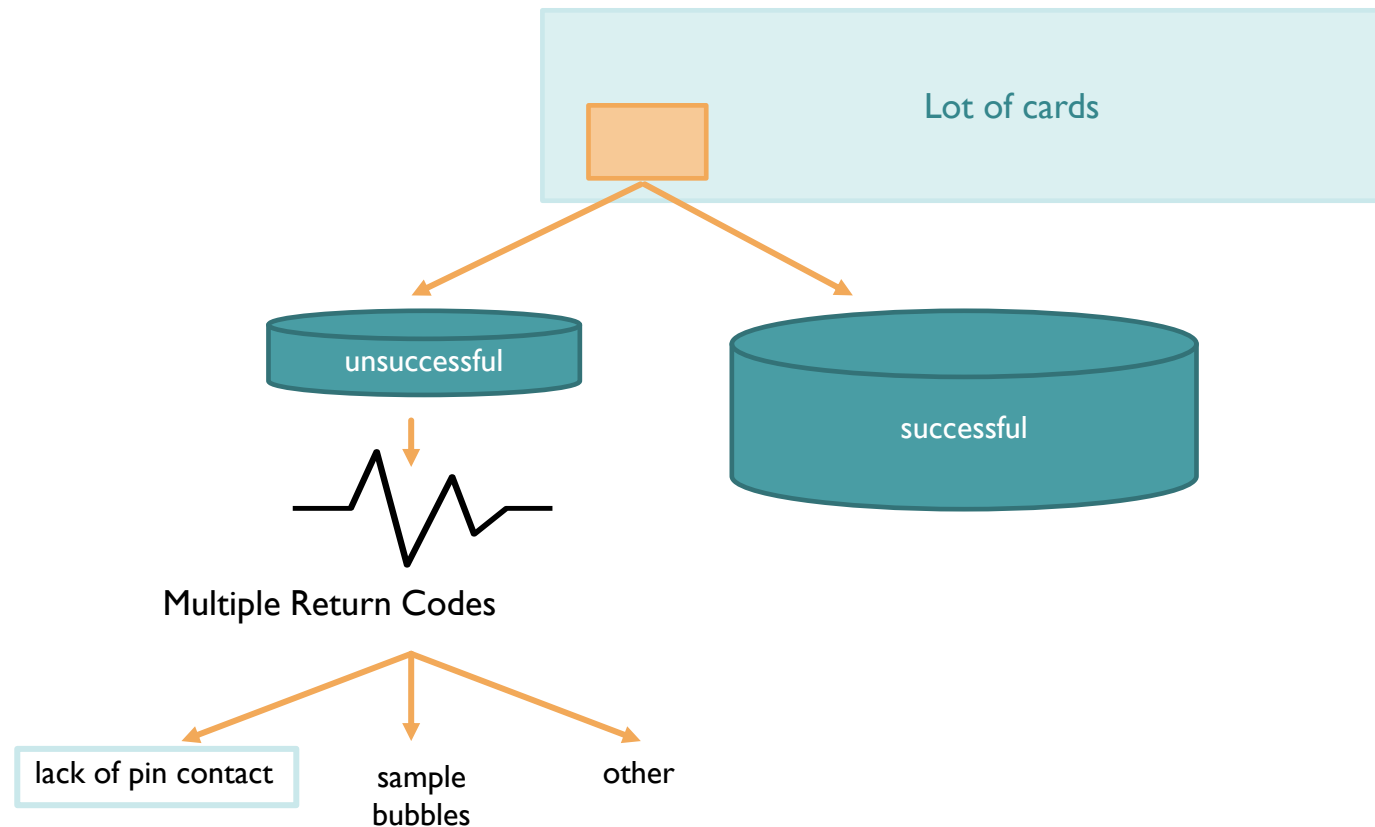 Lot of cards
unsuccessful
successful
Multiple Return Codes
lack of pin contact
sample
bubbles
other